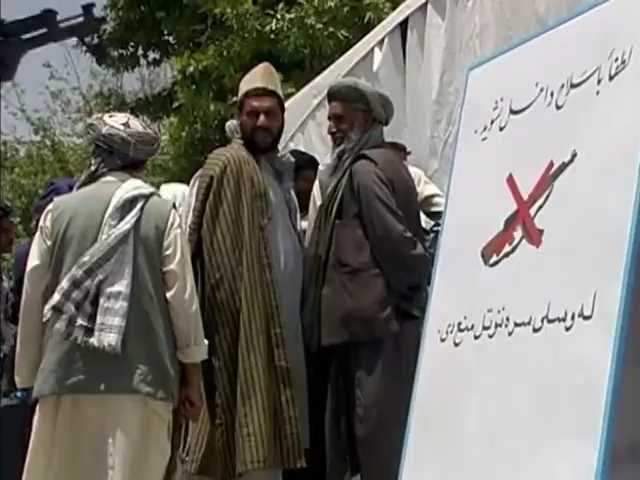 لطفاً باسلاح داخل نشوید.
له وسلی سره ننوتل منع دی.